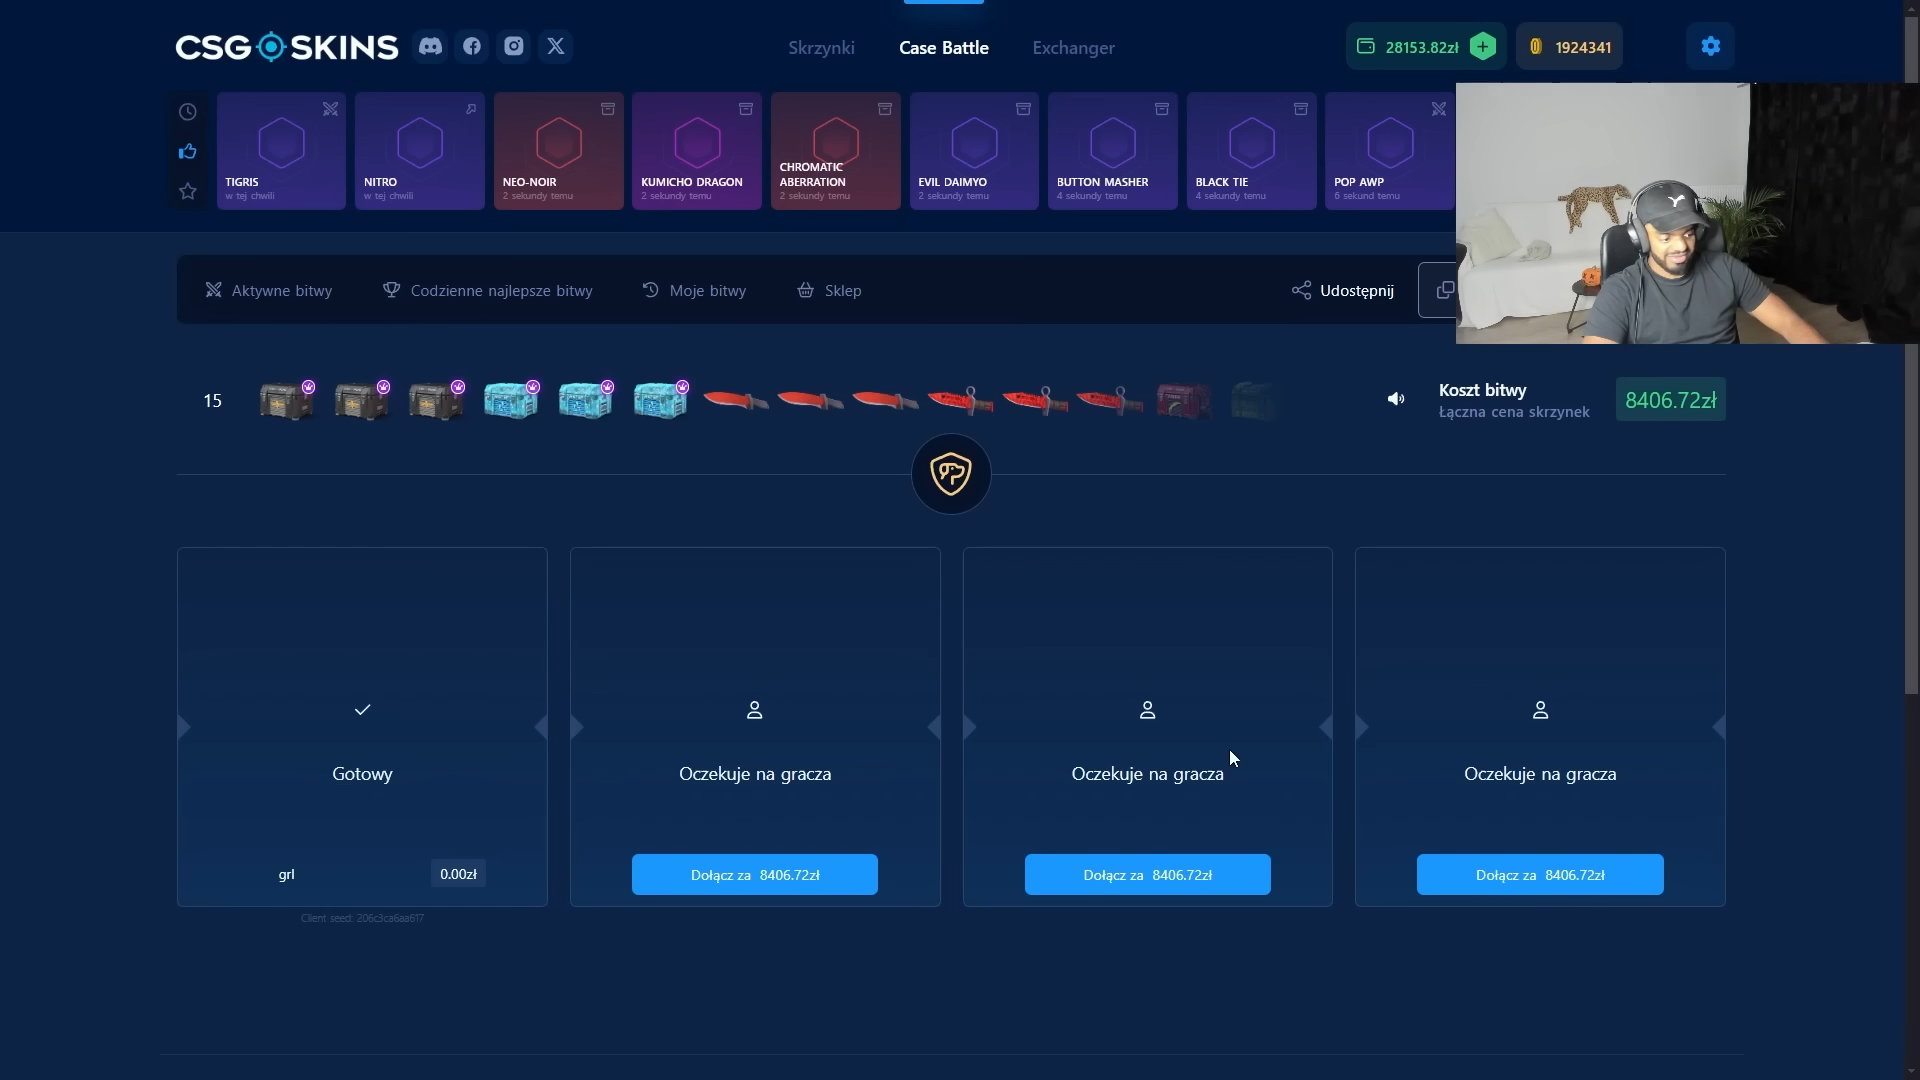 CSG SKINS
Skrzynki
Case Battle
Exchanger
28153.82zł
1924341
TIGRIS
w tej chwili
NITRO
w tej chwili
NEO-NOIR
2 sekundy temu
KUMICHO DRAGON
2 sekundy temu
CHROMATIC
ABERRATION
2 sekundy temu
EVIL DAIMYO
2 sekundy temu
BUTTON MASHER
4 sekundy temu
BLACK TIE
4 sekundy temu
POP AWP
6 sekund temu
Aktywne bitwy
Codzienne najlepsze bitwy
Moje bitwy
Sklep
Udostępnij
15
Koszt bitwy
Łączna cena skrzynek
8406.72zł
Gotowy
grl
0.00zł
Client seed: 206c3ca6aa617
Oczekuje na gracza
Dołącz za 8406.72zł
Oczekuje na gracza
Dołącz za 8406.72zł
Oczekuje na gracza
Dołącz za 8406.72zł